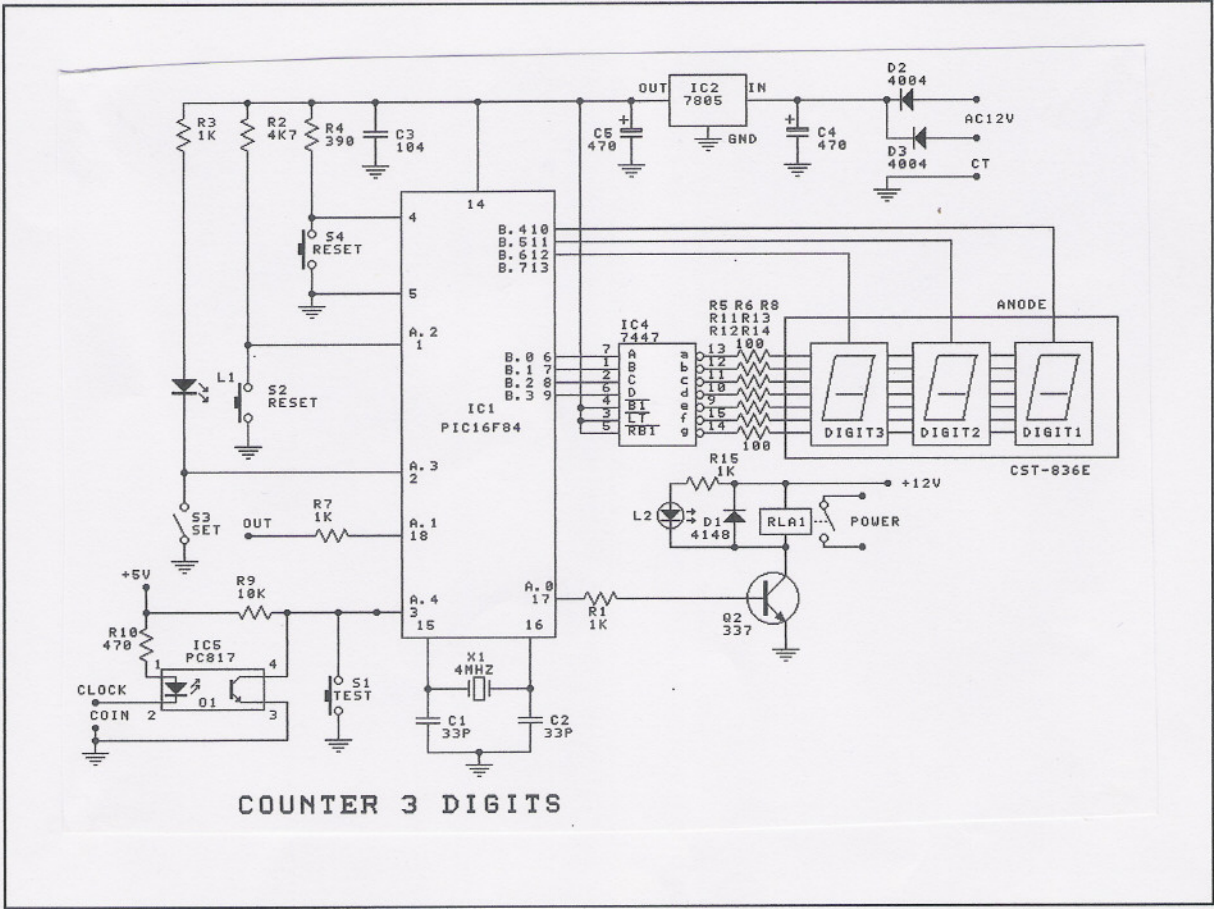 D2
4004
OUT IC2 IN
7805
AC12V
R3
1K
R2
4K7
R4
390
C3
104
+
C5
470
GND
+
C4
470
D3
4004
CT
14
4
S4
RESET
5
B.4 10
B.5 11
B.6 12
B.7 13
A.2
1
R5 R6 R8
R11 R13
R12 R14
100
ANODE
IC4
7447
7 A a 13
1 B b 12
2 C c 11
6 D d 10
4 BI e 9
3 LT f 15
5 RBI g 14
B.0 6
B.1 7
B.2 8
B.3 9
L1
S2
RESET
IC1
PIC16F84
DIGIT3 DIGIT2 DIGIT1
100
CST-836E
A.3
2
R15
1K
+12V
S3
SET
OUT
R7
1K
A.1
18
L2
D1
4148
RLA1
POWER
+5V
R9
10K
A.4
3
A.0
17
R1
1K
Q2
337
15
16
R10
470
IC5
PC817
1
4
X1
4MHZ
CLOCK
2
O1
3
COIN
S1
TEST
C1
33P
C2
33P
COUNTER 3 DIGITS